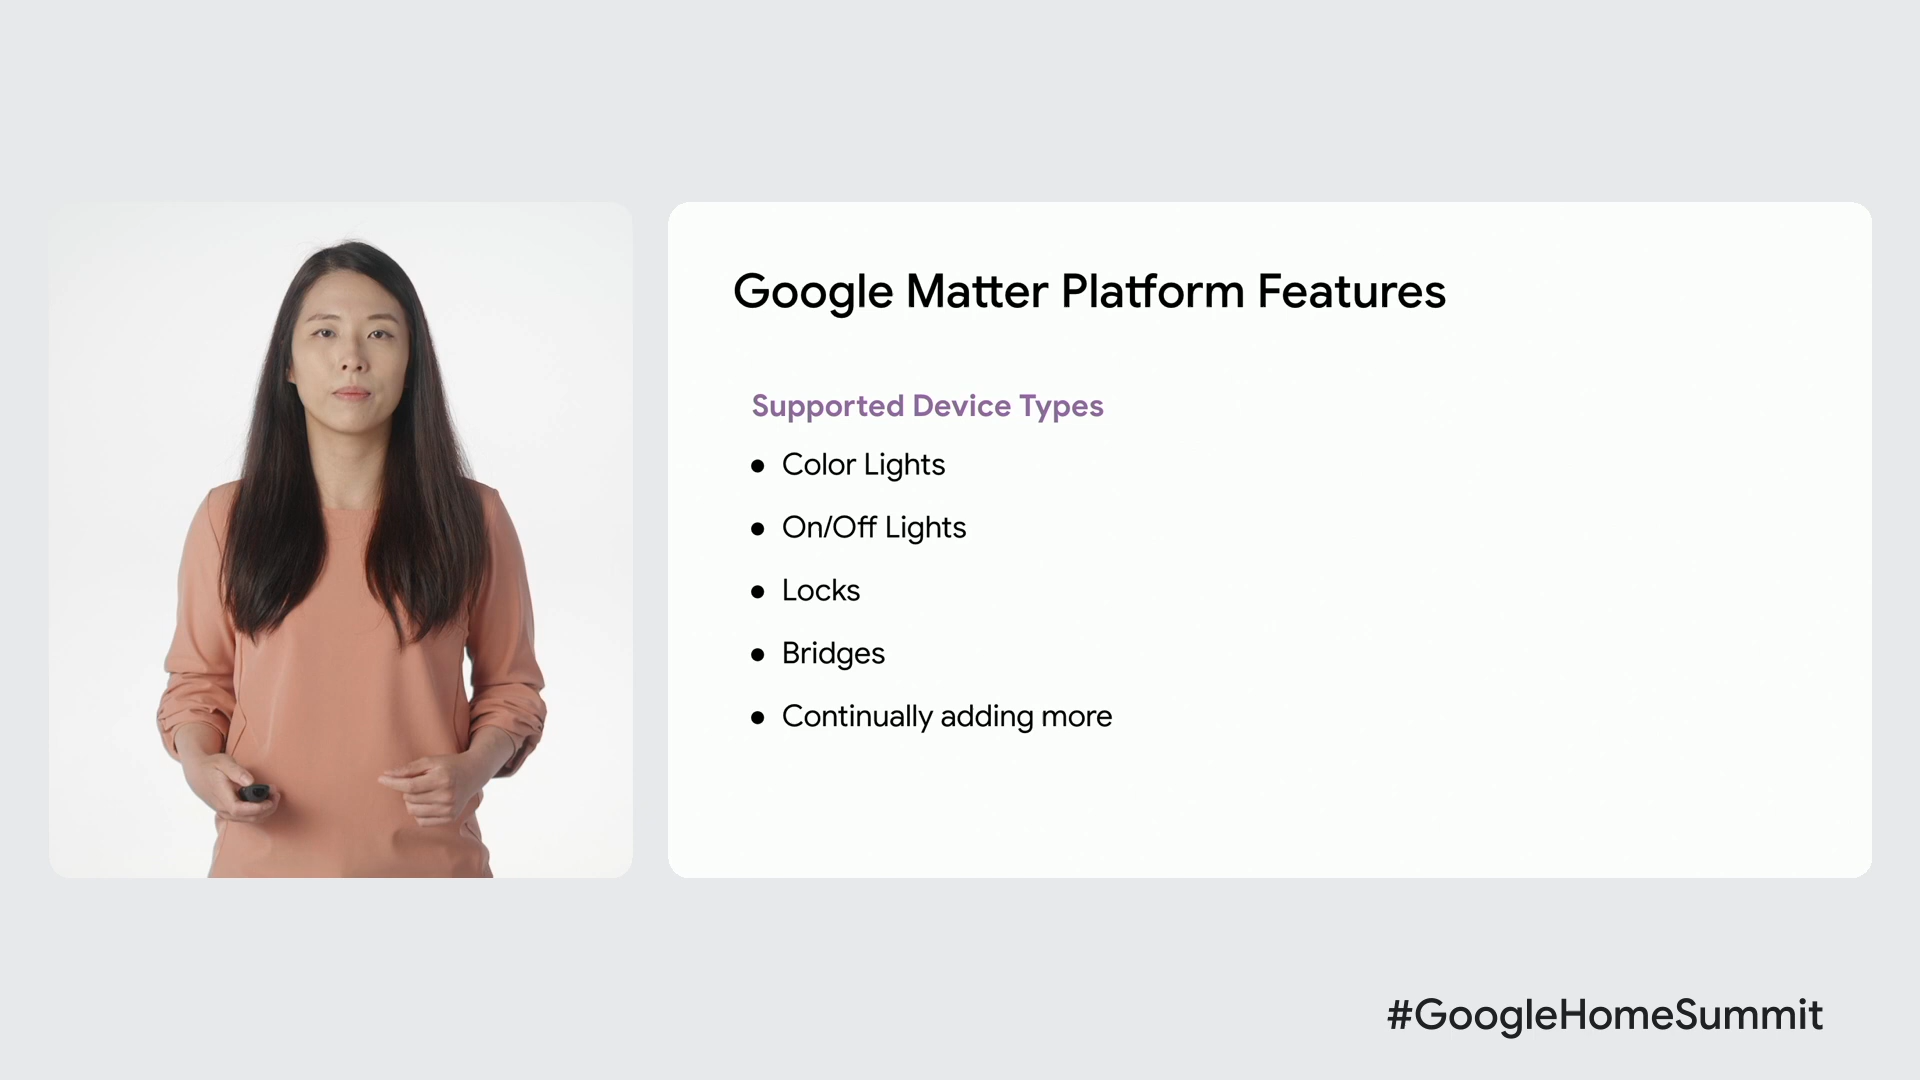 Google Matter Platform Features
Supported Device Types
● Color Lights
● On/Off Lights
● Locks
● Bridges
● Continually adding more
#GoogleHomeSummit